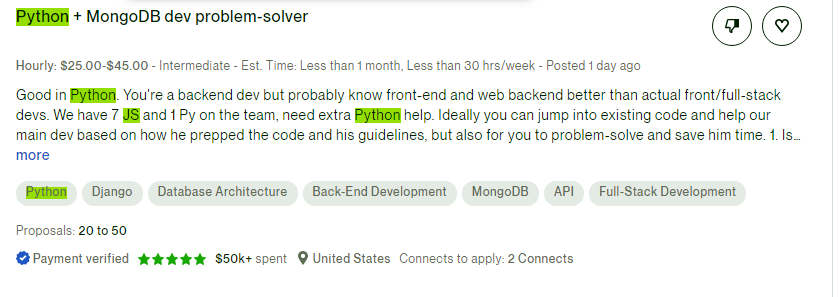 Python + MongoDB dev problem-solver
Hourly: $25.00-$45.00 - Intermediate - Est. Time: Less than 1 month, Less than 30 hrs/week - Posted 1 day ago
Good in Python. You're a backend dev but probably know front-end and web backend better than actual front/full-stack
devs. We have 7 JS and 1 Py on the team, need extra Python help. Ideally you can jump into existing code and help our
main dev based on how he prepped the code and his guidelines, but also for you to problem-solve and save him time. 1. Is...
more
Python Django Database Architecture Back-End Development MongoDB API Full-Stack Development
Proposals: 20 to 50
Payment verified $50k+ spent United States Connects to apply: 2 Connects